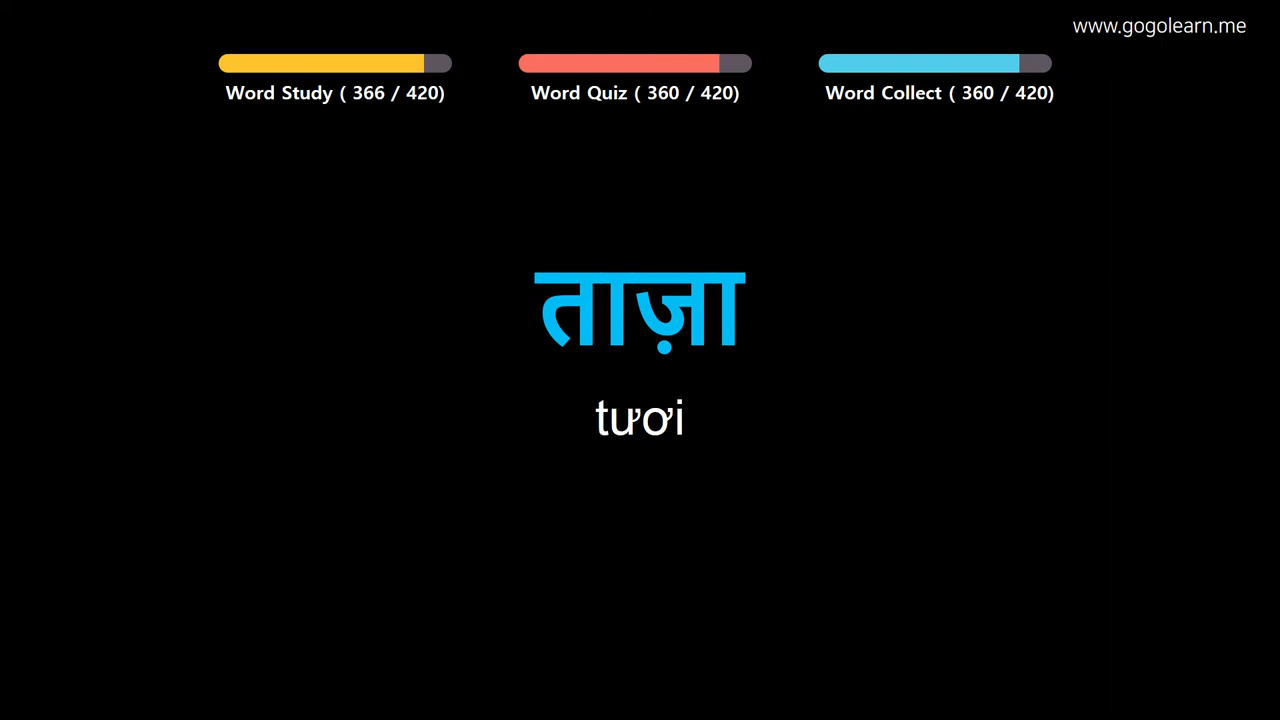 www.gogolearn.me
Word Study ( 366 / 420)
Word Quiz ( 360 / 420)
Word Collect ( 360 / 420)
ताज़ा
tươi